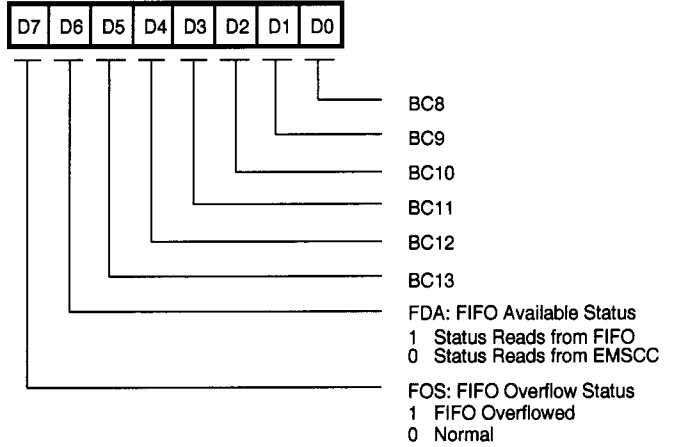 D7 D6 D5 D4 D3 D2 D1 D0
BC8
BC9
BC10
BC11
BC12
BC13
FDA: FIFO Available Status
1 Status Reads from FIFO
0 Status Reads from EMSCC
FOS: FIFO Overflow Status
1 FIFO Overflowed
0 Normal